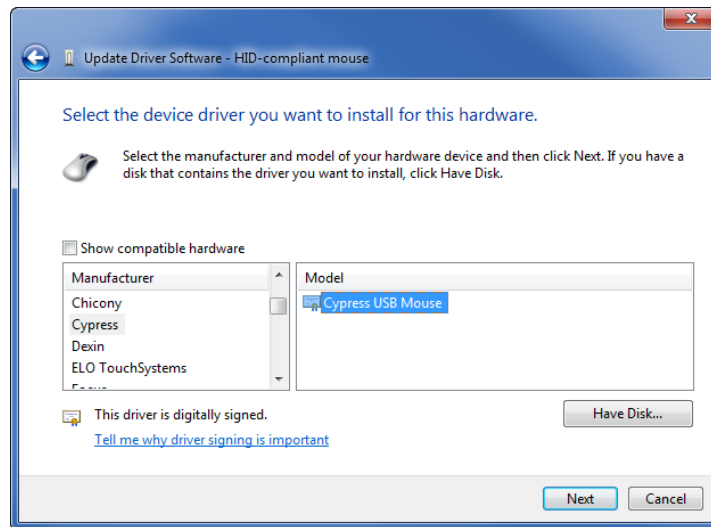 x
Update Driver Software - HID-compliant mouse
Select the device driver you want to install for this hardware.
Select the manufacturer and model of your hardware device and then click Next. If you have a
disk that contains the driver you want to install, click Have Disk.
Show compatible hardware
Manufacturer
Chicony
Cypress
Dexin
ELO TouchSystems
Model
Cypress USB Mouse
This driver is digitally signed.
Tell me why driver signing is important
Have Disk...
Next
Cancel